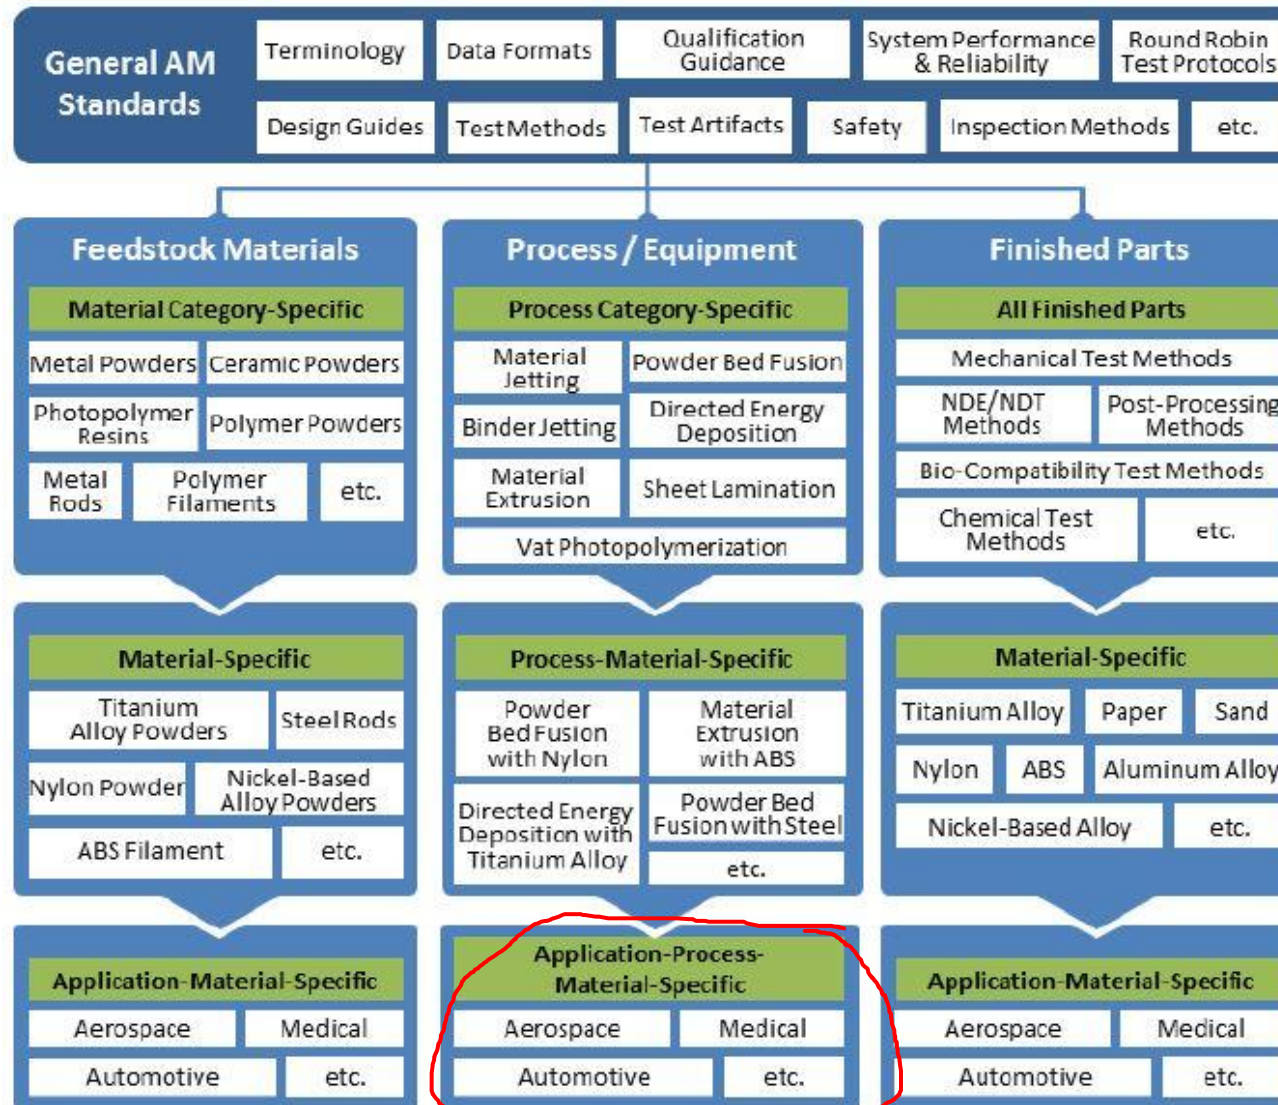 General AM
Standards
Terminology
Data Formats
Qualification
Guidance
System Performance
& Reliability
Round Robin
Test Protocols
Design Guides
Test Methods
Test Artifacts
Safety
Inspection Methods
etc.
Feedstock Materials
Material Category-Specific
Metal Powders
Ceramic Powders
Photopolymer
Resins
Polymer Powders
Metal
Rods
Polymer
Filaments
etc.
Material-Specific
Titanium
Alloy Powders
Steel Rods
Nylon Powder
Nickel-Based
Alloy Powders
ABS Filament
etc.
Application-Material-Specific
Aerospace
Medical
Automotive
etc.
Process / Equipment
Process Category-Specific
Material
Jetting
Powder Bed Fusion
Binder Jetting
Directed Energy
Deposition
Material
Extrusion
Sheet Lamination
Vat Photopolymerization
Process-Material-Specific
Powder
Bed Fusion
with Nylon
Material
Extrusion
with ABS
Directed Energy
Deposition with
Titanium Alloy
Powder Bed
Fusion with Steel
etc.
Application-Process-
Material-Specific
Aerospace
Medical
Automotive
etc.
Finished Parts
All Finished Parts
Mechanical Test Methods
NDE/NDT
Methods
Post-Processing
Methods
Bio-Compatibility Test Methods
Chemical Test
Methods
etc.
Material-Specific
Titanium Alloy
Paper
Sand
Nylon
ABS
Aluminum Alloy
Nickel-Based Alloy
etc.
Application-Material-Specific
Aerospace
Medical
Automotive
etc.